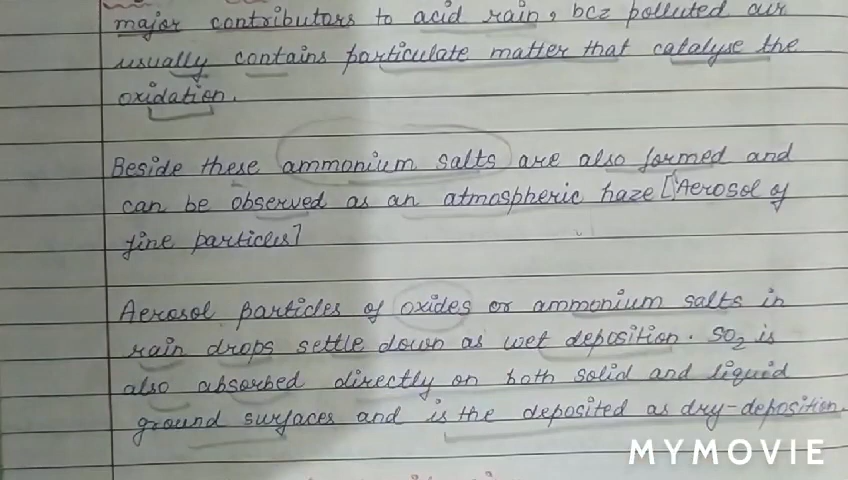 major contributors to acid rain, bcz polluted air
usually contains particulate matter that catalyse the
oxidation.
Beside these ammonium salts are also formed and
can be observed as an atmospheric haze [Aerosol of
fine particles]
Aerosol particles of oxides or ammonium salts in
rain drops settle down as wet deposition. SO2 is
also absorbed directly on both solid and liquid
ground surfaces and is the deposited as dry-deposition.
MYMOVIE